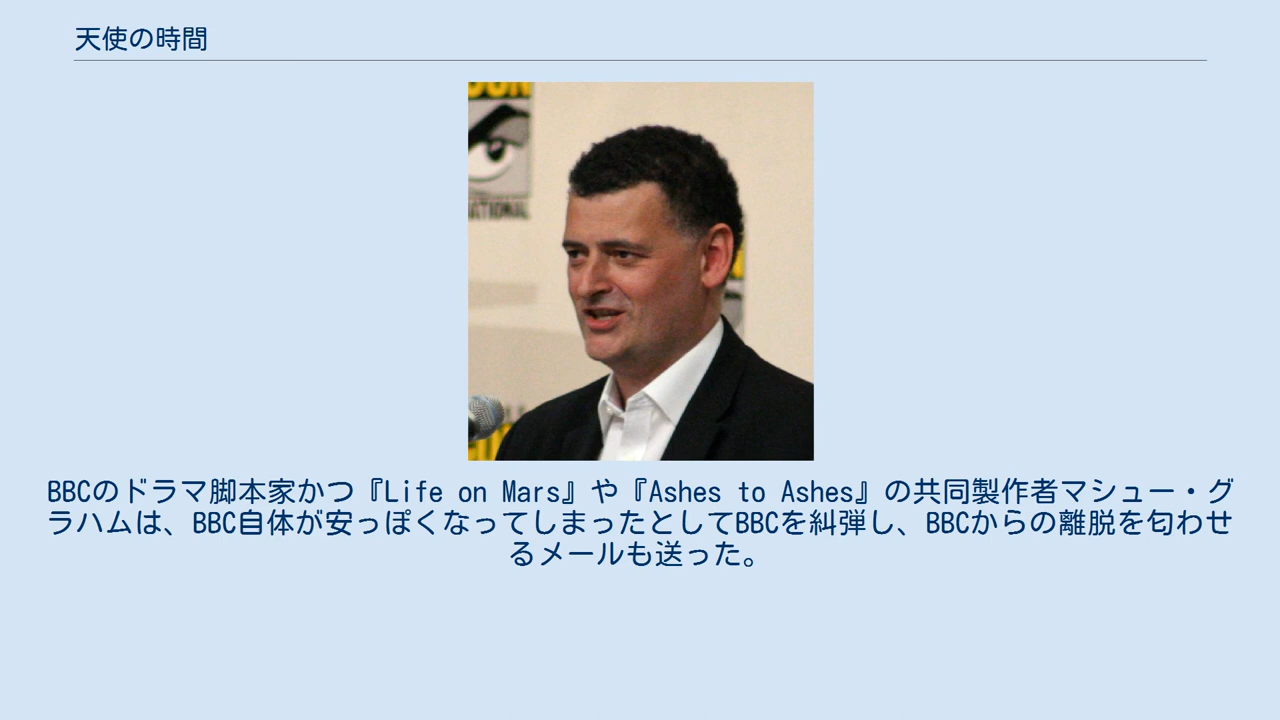 天使の時間
CON
NATIONAL
BBCのドラマ脚本家かつ『Life on Mars』や『Ashes to Ashes』の共同製作者マシュー・グ
ラハムは、BBC自体が安っぽくなってしまったとしてBBCを糾弾し、BBCからの離脱を匂わせ
るメールも送った。